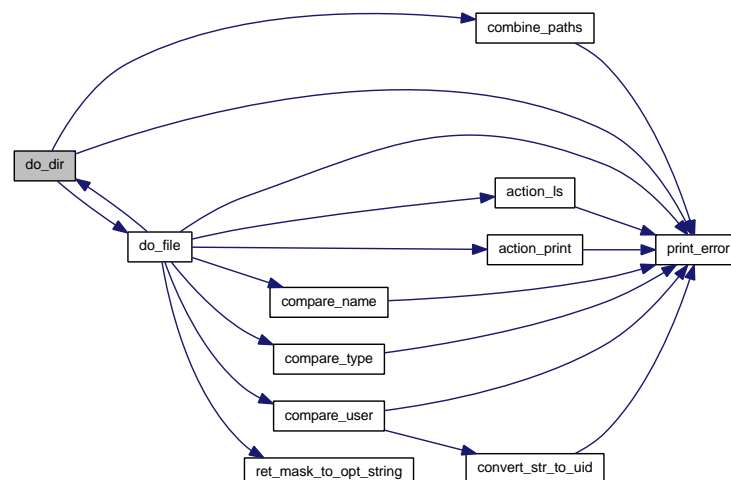 combine_paths
do_dir
action_ls
do_file
action_print
print_error
compare_name
compare_type
compare_user
ret_mask_to_opt_string
convert_str_to_uid